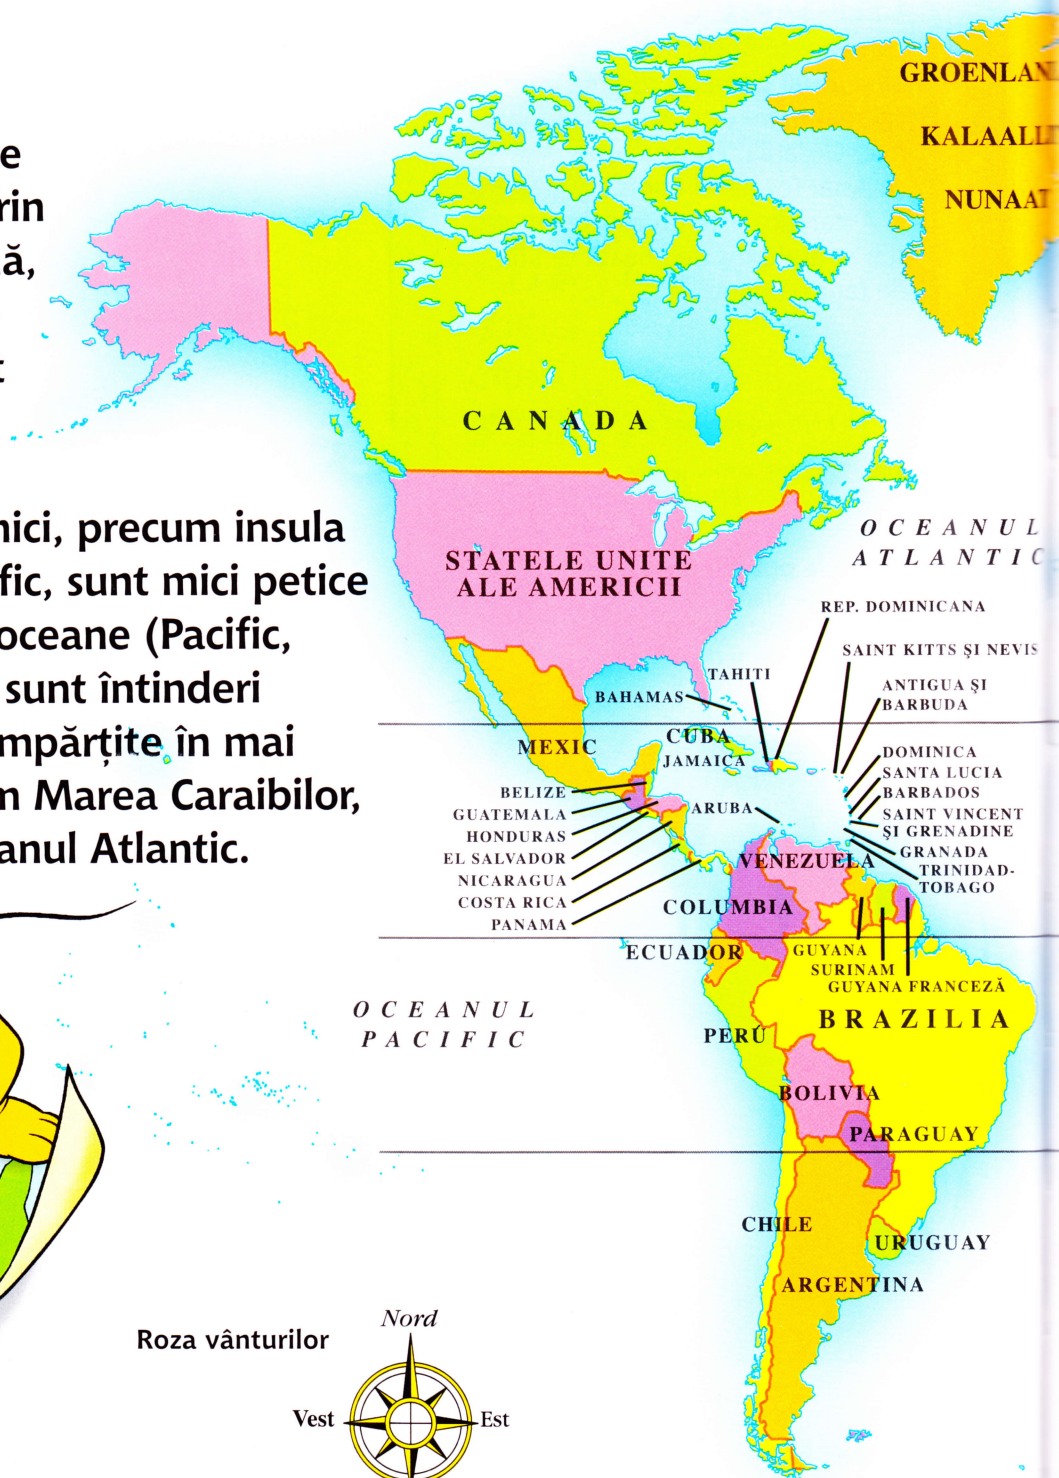 GROENLAN
KALAALL
NUNAAT
e
rin
ă,
t
CANADA
nici, precum insula
fic, sunt mici petice
oceane (Pacific,
sunt întinderi
mpărțite în mai
m Marea Caraibilor,
anul Atlantic.
OCEANUL
ATLANTIC
STATELE UNITE
ALE AMERICII
REP. DOMINICANA
SAINT KITTS ȘI NEVIS
TAHITI
ANTIGUA ȘI
BARBUDA
BAHAMAS
MEXIC
CUBA
JAMAICA
DOMINICA
SANTA LUCIA
BARBADOS
SAINT VINCENT
ȘI GRENADINE
GRANADA
TRINIDAD-
TOBAGO
BELIZE
GUATEMALA
HONDURAS
EL SALVADOR
NICARAGUA
COSTA RICA
PANAMA
ARUBA
VENEZUELA
COLUMBIA
ECUADOR
GUYANA
SURINAM
GUYANA FRANCEZĂ
OCEANUL
PACIFIC
BRAZILIA
PERÚ
BOLIVIA
PARAGUAY
CHILE
URUGUAY
ARGENTINA
Roza vânturilor
Nord
Vest
Est